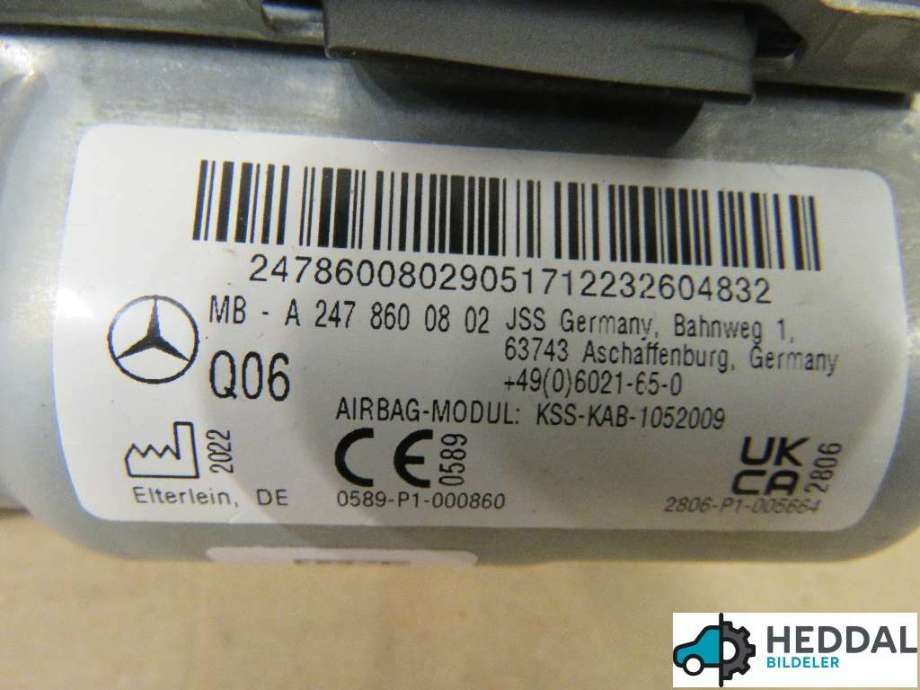 2478600802905171223​2604832
MB - A 247 860 08 02 JSS Germany, Bahnweg 1,
63743 Aschaffenburg, Germany
Q06
+49(0)6021-65-0
AIRBAG-MODUL: KSS-KAB-1052009
2022
CE 0589
UK CA 2806
Elterlein, DE
0589-P1-000860
2806-P1-005664
HEDDAL
BILDELER